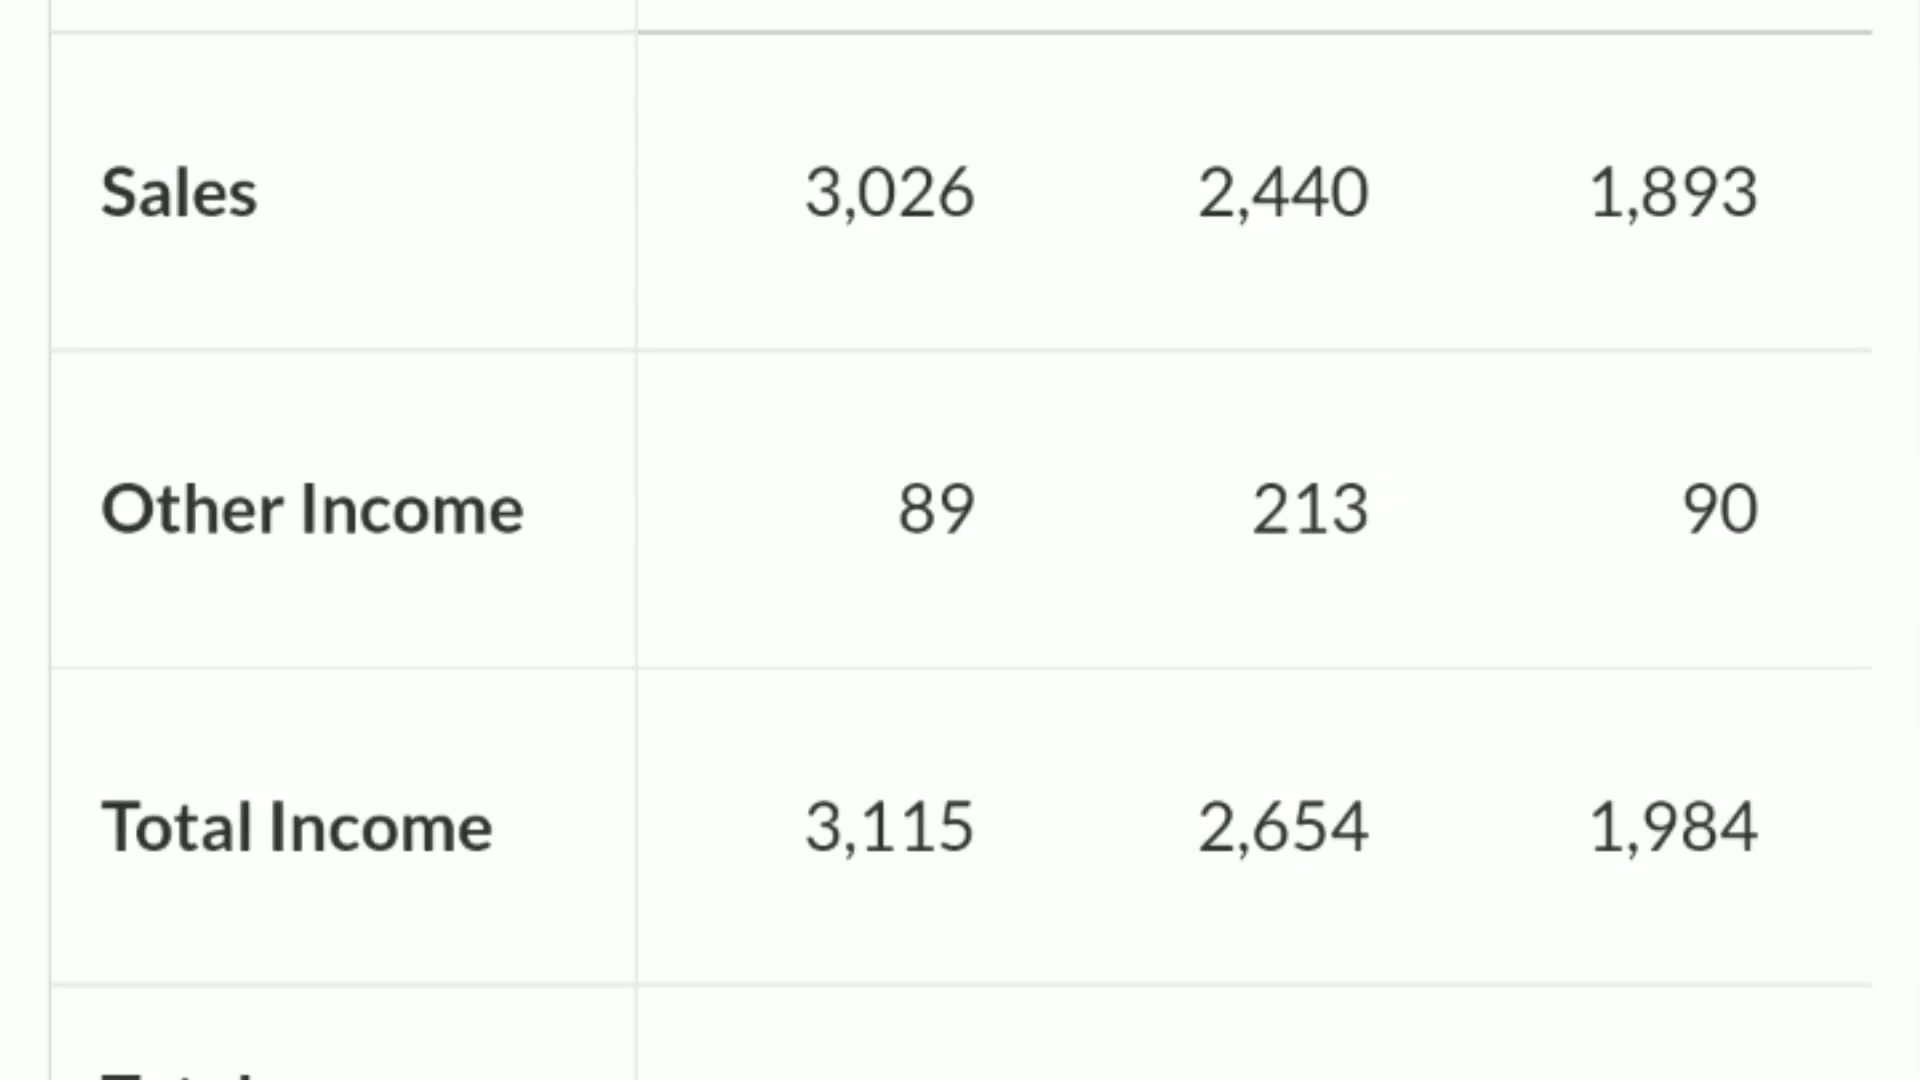 Sales 3,026 2,440 1,893
Other Income 89 213 90
Total Income 3,115 2,654 1,984